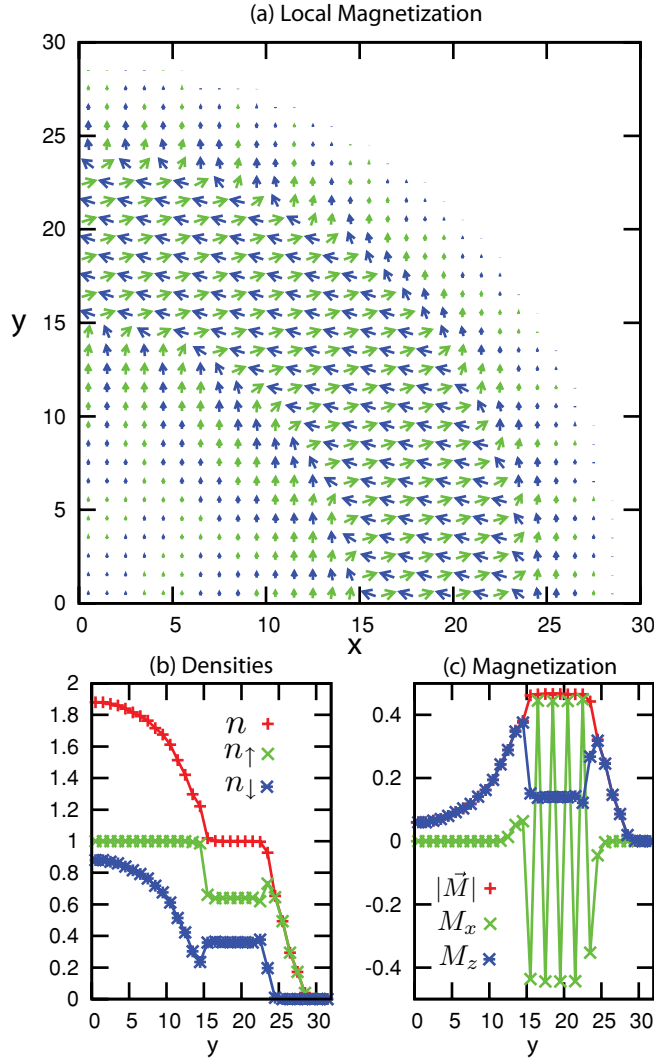 (a) Local Magnetization
30
25
20
15
10
5
0
y
0 5 10 15 20 25 30
x
(b) Densities
2
1.8
1.6
1.4
1.2
1
0.8
0.6
0.4
0.2
0
n
n↑
n↓
0 5 10 15 20 25 30
y
(c) Magnetization
0.4
0.2
0
-0.2
-0.4
|M⃗|
Mx
Mz
0 5 10 15 20 25 30
y